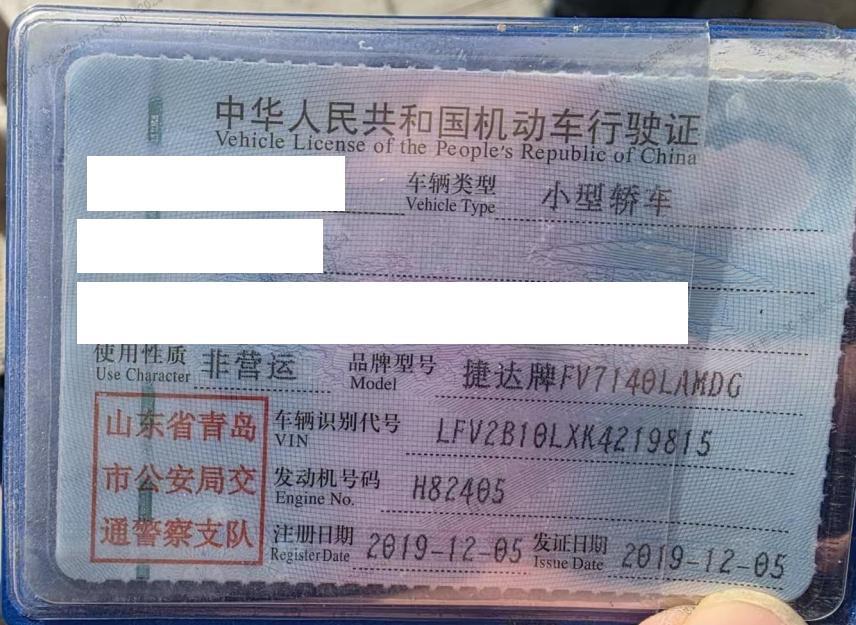 中华人民共和国机动车行驶证
Vehicle License of the People's Republic of China
车辆类型 小型轿车
Vehicle Type
使用性质 非营运 品牌型号 捷达牌FV7140LAMDG
Use Character Model
山东省青岛
市公安局交
通警察支队
车辆识别代号 LFV2B10LXK4219815
VIN
发动机号码 H82405
Engine No.
注册日期 2019-12-05 发证日期 2019-12-05
Register Date Issue Date